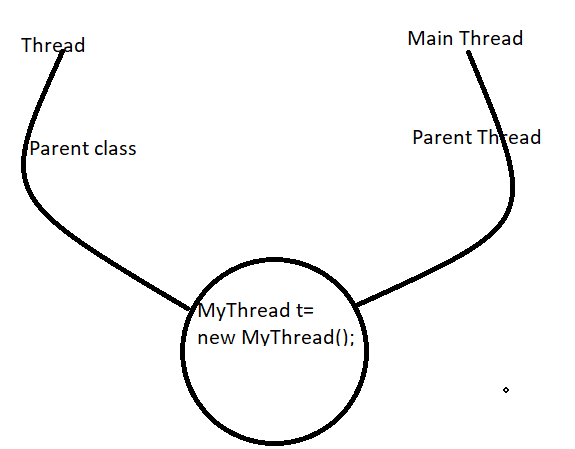 Thread
Main Thread
Parent class
Parent Thread
MyThread t=
new MyThread();